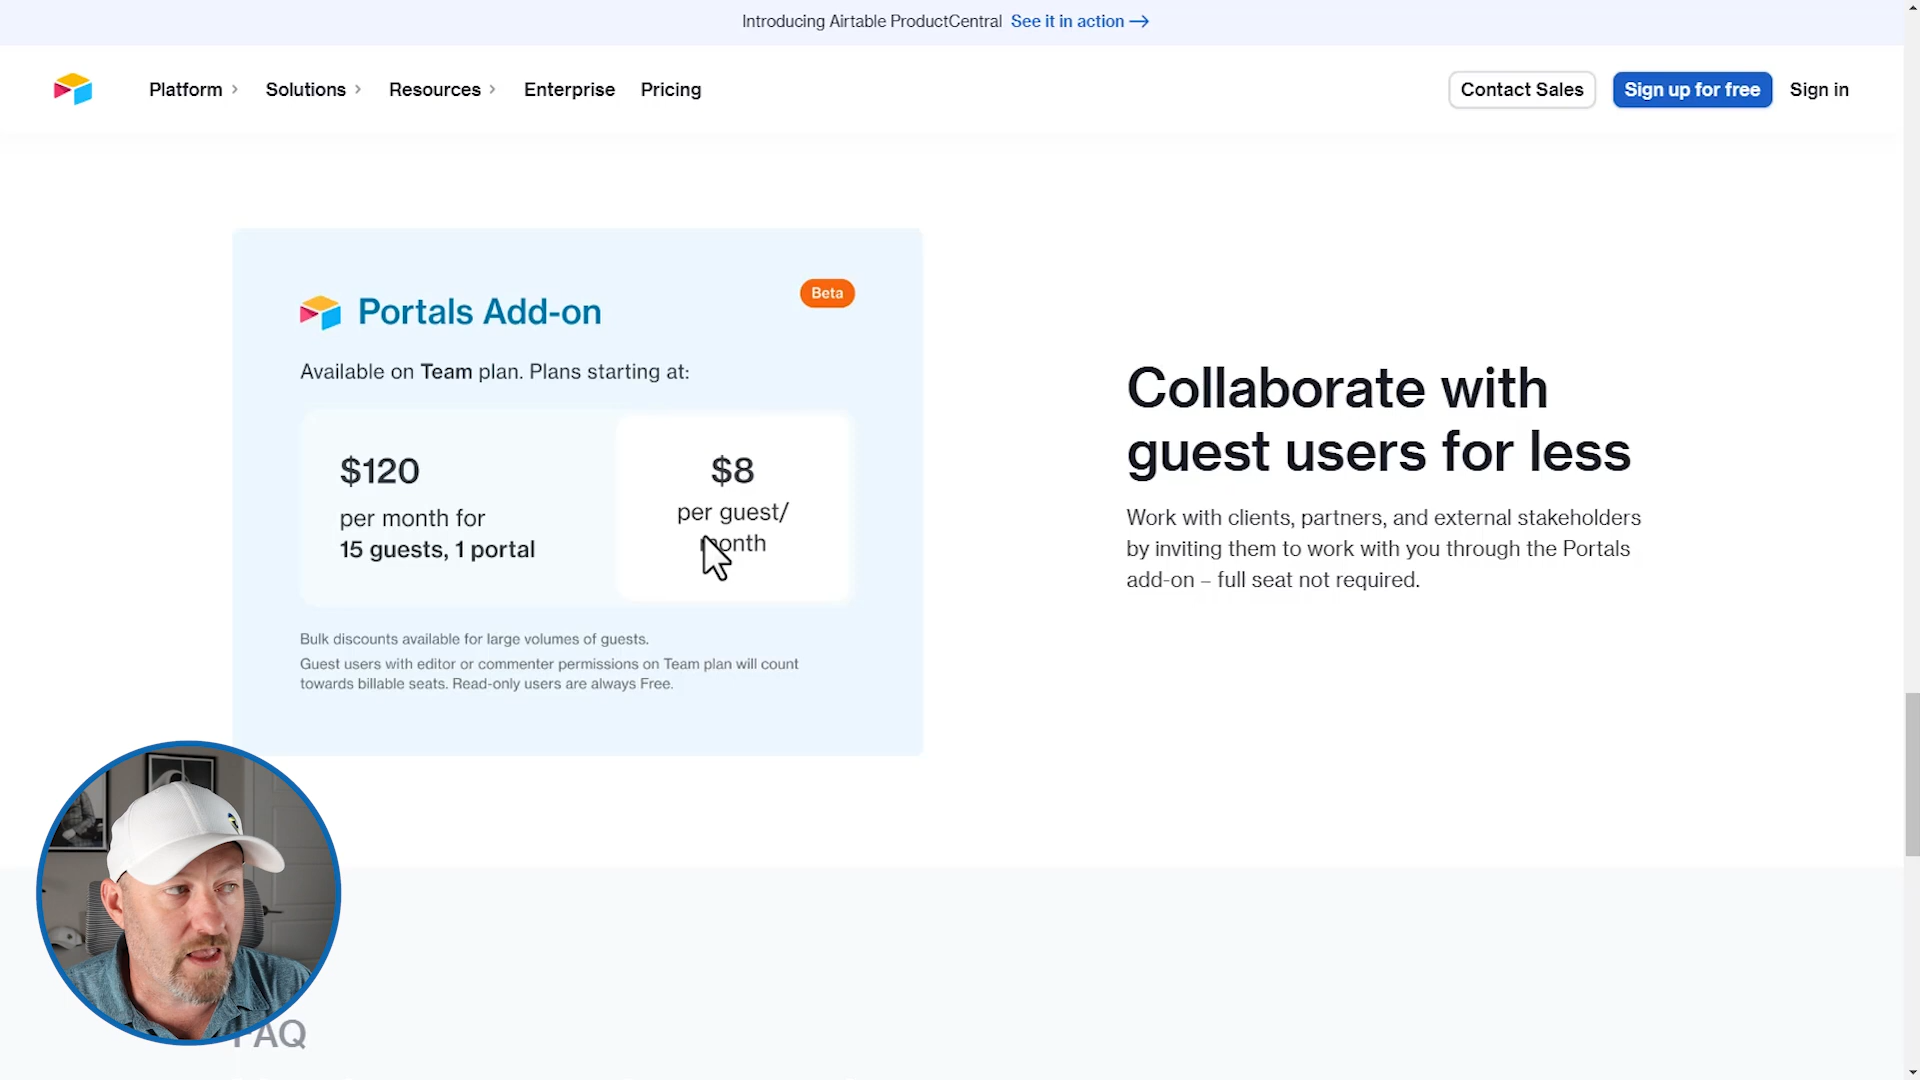 Introducing Airtable ProductCentral See it in action →
Platform > Solutions > Resources > Enterprise Pricing Contact Sales Sign up for free Sign in
Portals Add-on
Beta
Available on Team plan. Plans starting at:
$120
per month for
15 guests, 1 portal
$8
per guest/
month
Bulk discounts available for large volumes of guests.
Guest users with editor or commenter permissions on Team plan will count
towards billable seats. Read-only users are always Free.
Collaborate with
guest users for less
Work with clients, partners, and external stakeholders
by inviting them to work with you through the Portals
add-on – full seat not required.
FAQ